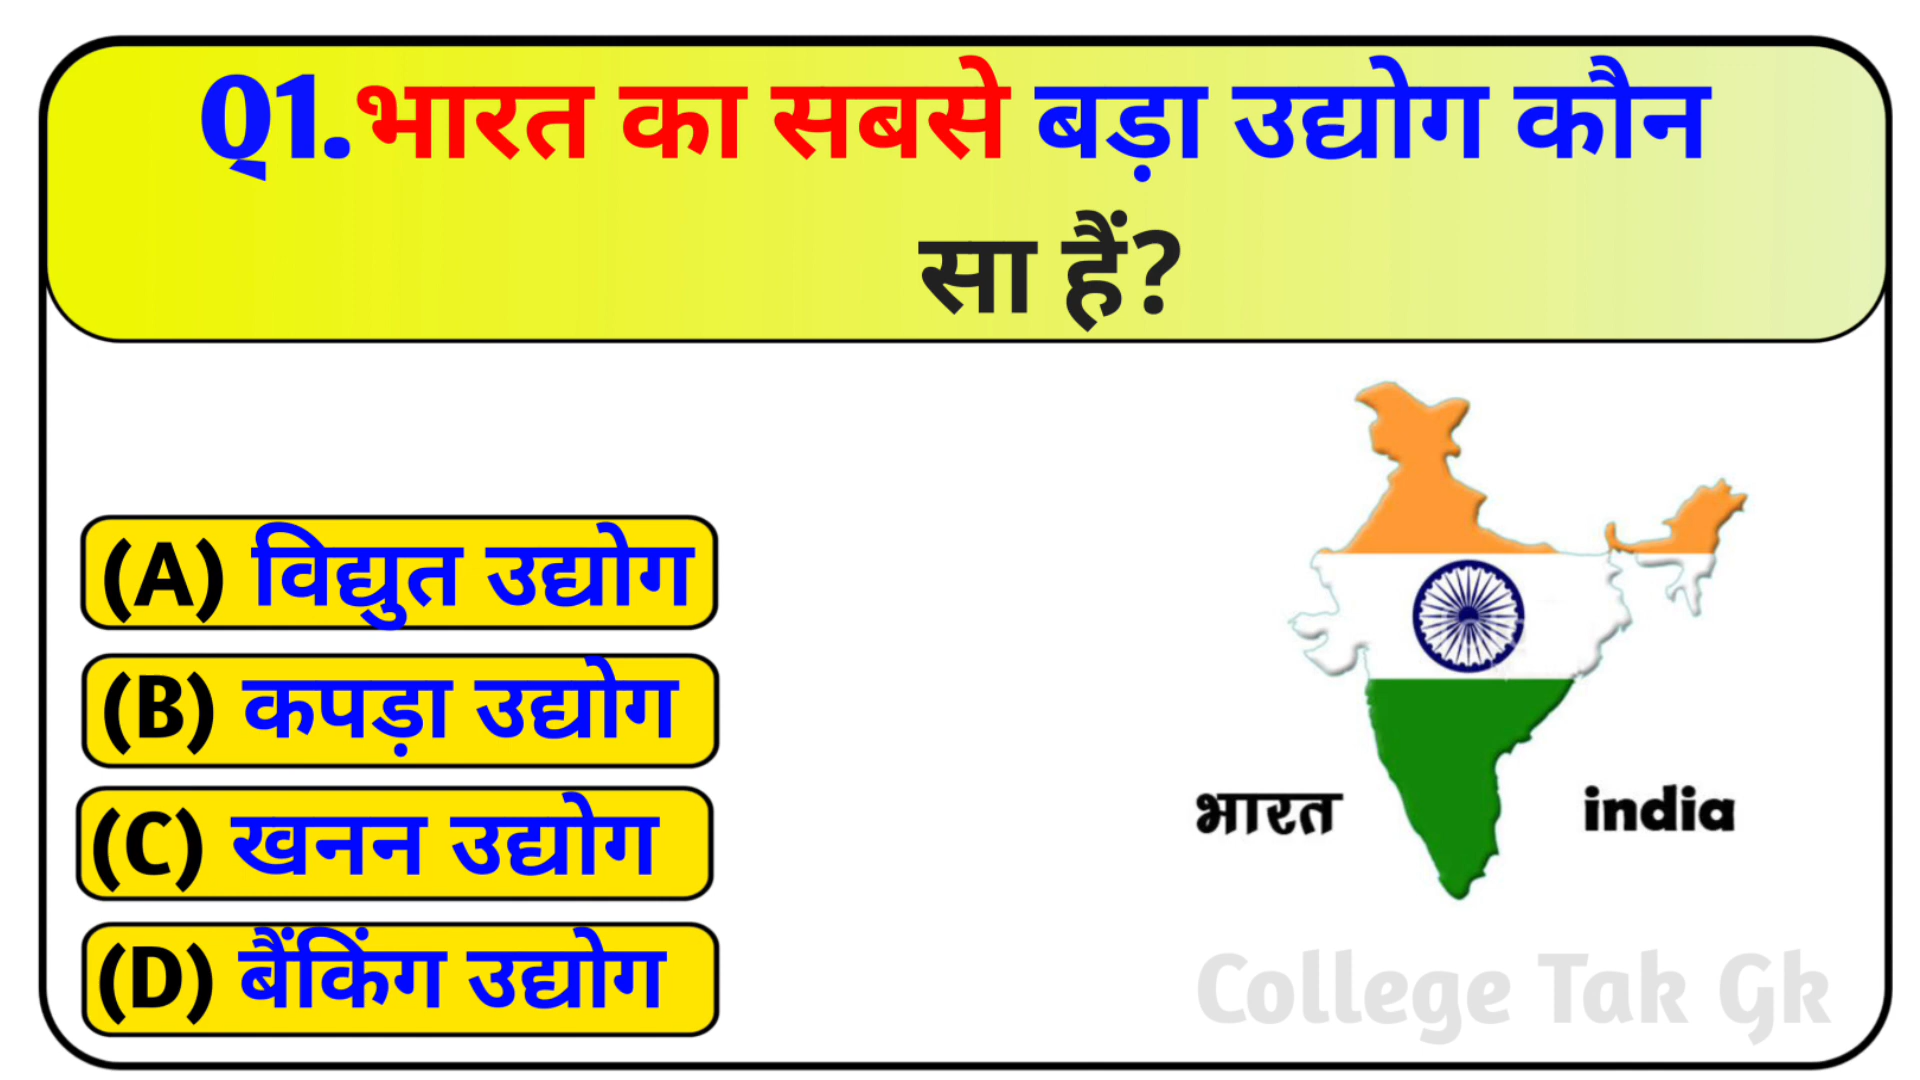 Q1.भारत का सबसे बड़ा उद्योग कौन
सा हैं?
(A) विद्युत उद्योग
(B) कपड़ा उद्योग
(C) खनन उद्योग
(D) बैंकिंग उद्योग
भारत
india
College Tak Gk